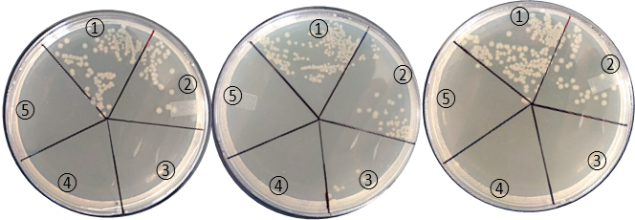 ① ① ①
② ② ②
⑤ ⑤ ⑤
③ ③ ③
④ ④ ④